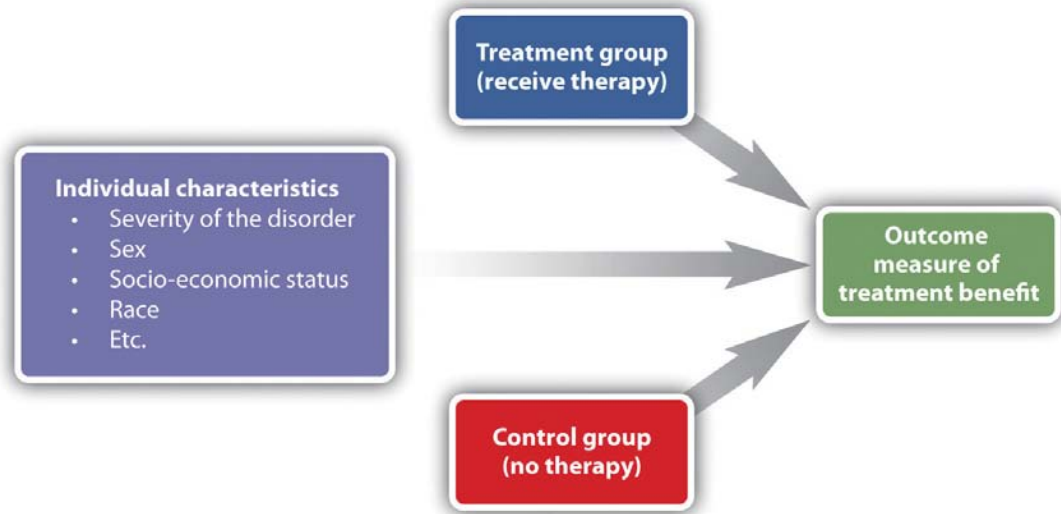 Treatment group
(receive therapy)
Individual characteristics
• Severity of the disorder
• Sex
• Socio-economic status
• Race
• Etc.
Outcome
measure of
treatment benefit
Control group
(no therapy)